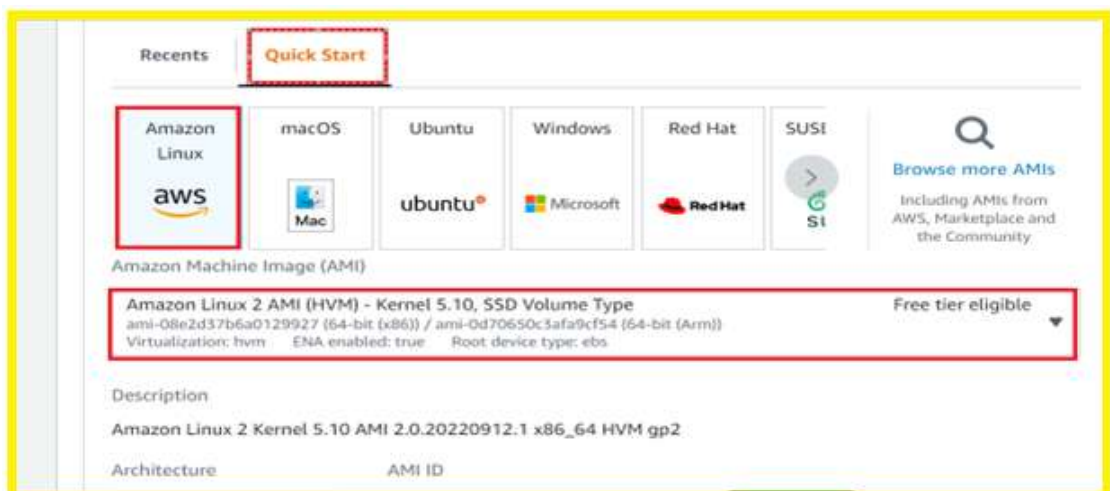 Recents
Quick Start
Amazon
Linux
aws
macOS
Mac
Ubuntu
ubuntu
Windows
Microsoft
Red Hat
Red Hat
SUSE
Browse more AMIs
Including AMIs from
AWS, Marketplace and
the Community
Amazon Machine Image (AMI)
Amazon Linux 2 AMI (HVM) - Kernel 5.10, SSD Volume Type
Free tier eligible
ami-08e2d37b6a0129927 (64-bit (x86)) / ami-0d70650c3afa9cf54 (64-bit (Arm))
Virtualization: hvm ENA enabled: true Root device type: ebs
Description
Amazon Linux 2 Kernel 5.10 AMI 2.0.20220912.1 x86_64 HVM gp2
Architecture
AMI ID